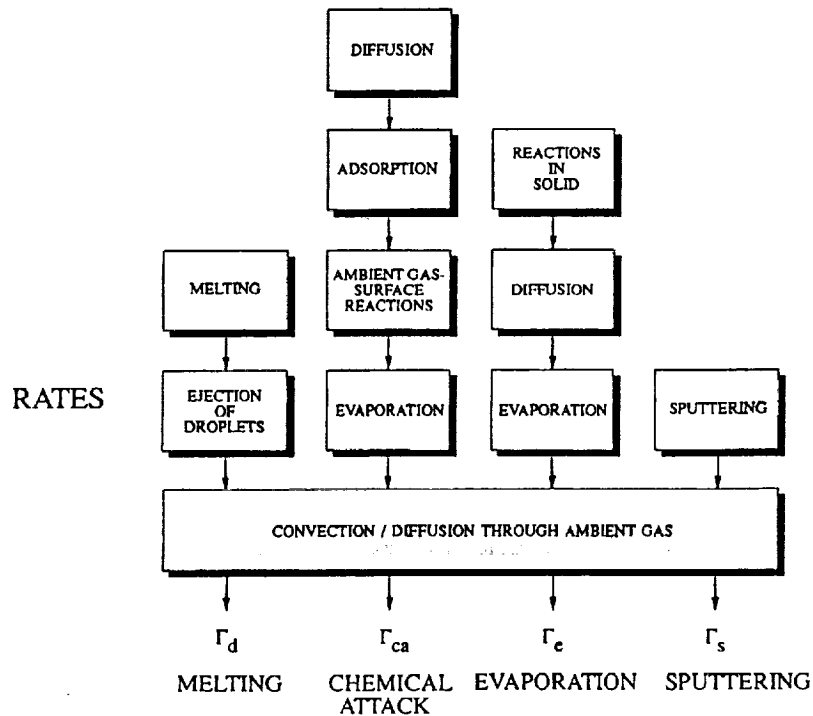 DIFFUSION
ADSORPTION
REACTIONS
IN
SOLID
MELTING
AMBIENT GAS-
SURFACE
REACTIONS
DIFFUSION
RATES
EJECTION
OF
DROPLETS
EVAPORATION
EVAPORATION
SPUTTERING
CONVECTION / DIFFUSION THROUGH AMBIENT GAS
Γd
Γca
Γe
Γs
MELTING
CHEMICAL
ATTACK
EVAPORATION
SPUTTERING